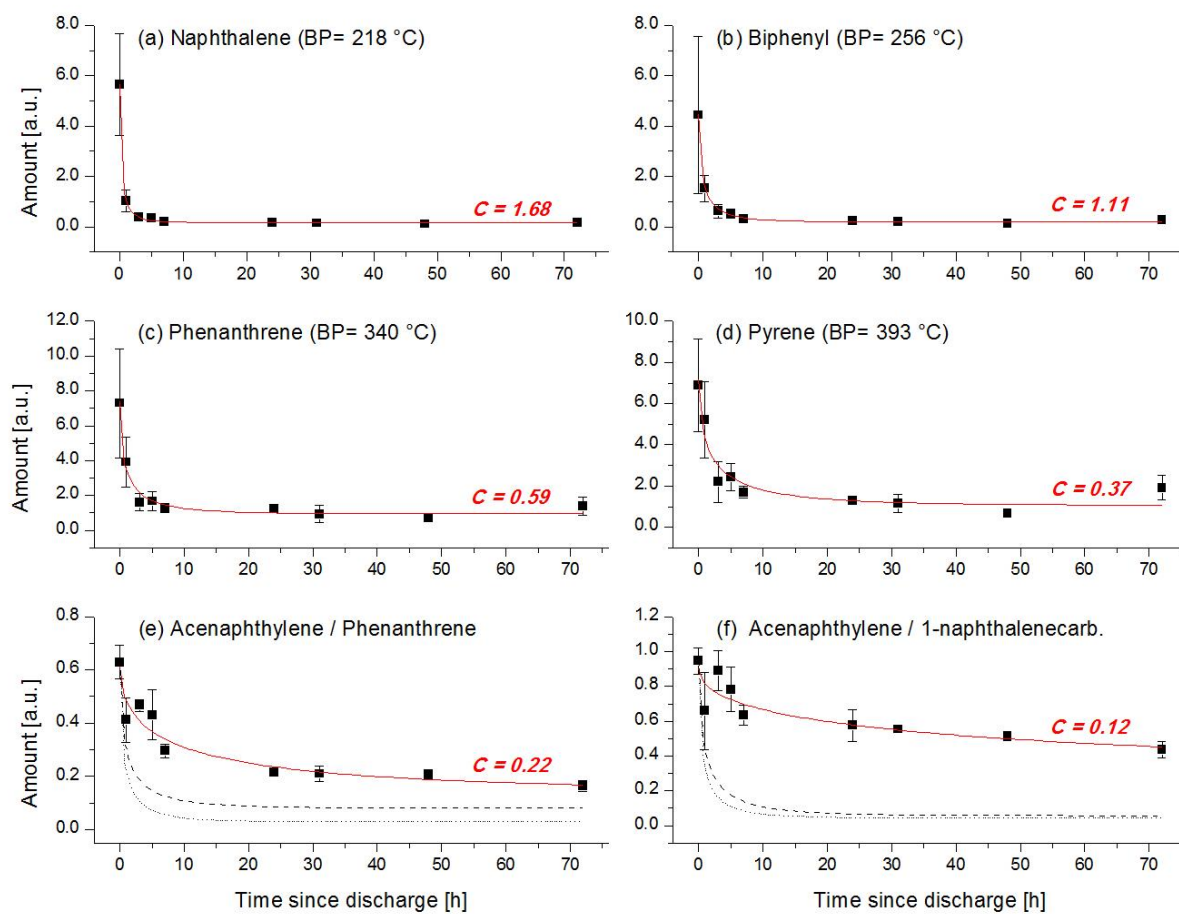 (a) Naphthalene (BP= 218 °C)
8.0
6.0
4.0
2.0
0.0
Amount [a.u.]
C = 1.68
0 10 20 30 40 50 60 70
(b) Biphenyl (BP= 256 °C)
8.0
6.0
4.0
2.0
0.0
C = 1.11
0 10 20 30 40 50 60 70
(c) Phenanthrene (BP= 340 °C)
12.0
10.0
8.0
6.0
4.0
2.0
0.0
Amount [a.u.]
C = 0.59
0 10 20 30 40 50 60 70
(d) Pyrene (BP= 393 °C)
10.0
8.0
6.0
4.0
2.0
0.0
C = 0.37
0 10 20 30 40 50 60 70
(e) Acenaphthylene / Phenanthrene
0.8
0.6
0.4
0.2
0.0
Amount [a.u.]
C = 0.22
0 10 20 30 40 50 60 70
Time since discharge [h]
(f) Acenaphthylene / 1-naphthalenecarb.
1.2
1.0
0.8
0.6
0.4
0.2
0.0
C = 0.12
0 10 20 30 40 50 60 70
Time since discharge [h]